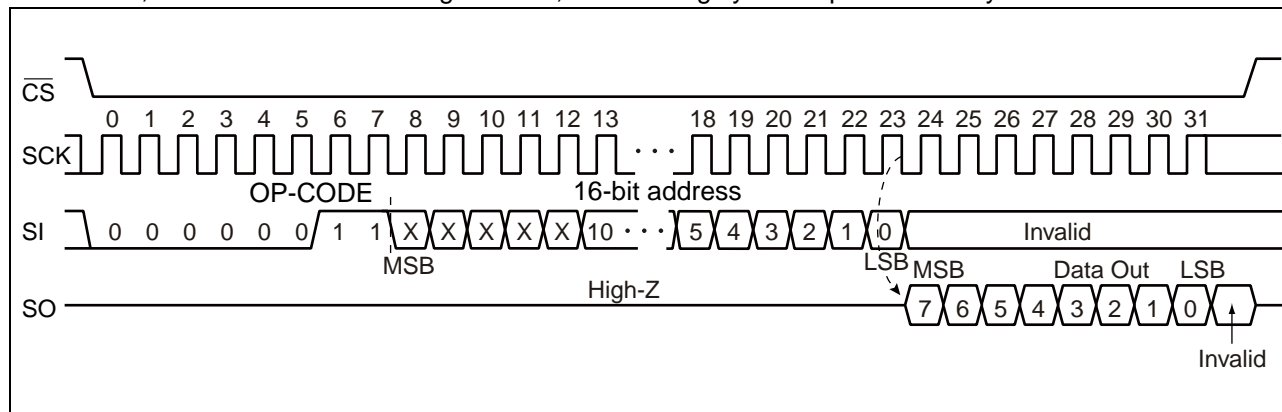 CS
0 1 2 3 4 5 6 7 8 9 10 11 12 13 18 19 20 21 22 23 24 25 26 27 28 29 30 31
SCK
· · ·
OP-CODE 16-bit address
SI 0 0 0 0 0 0 1 1 X X X X X 10 · · · 5 4 3 2 1 0 Invalid
MSB LSB MSB Data Out LSB
High-Z
SO 7 6 5 4 3 2 1 0
Invalid